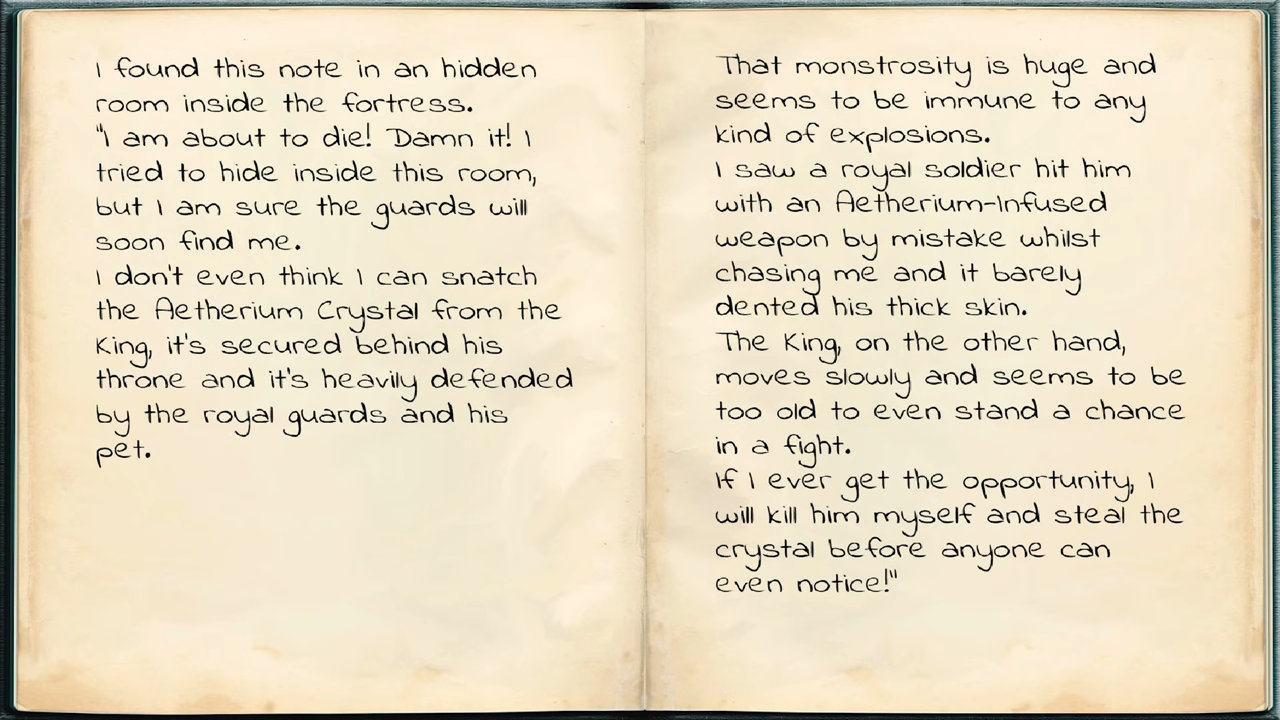 I found this note in an hidden
room inside the fortress.
"I am about to die! Damn it! I
tried to hide inside this room,
but I am sure the guards will
soon find me.
I don't even think I can snatch
the Aetherium Crystal from the
King, it's secured behind his
throne and it's heavily defended
by the royal guards and his
pet.
That monstrosity is huge and
seems to be immune to any
kind of explosions.
I saw a royal soldier hit him
with an Aetherium-Infused
weapon by mistake whilst
chasing me and it barely
dented his thick skin.
The King, on the other hand,
moves slowly and seems to be
too old to even stand a chance
in a fight.
If I ever get the opportunity, I
will kill him myself and steal the
crystal before anyone can
even notice!"